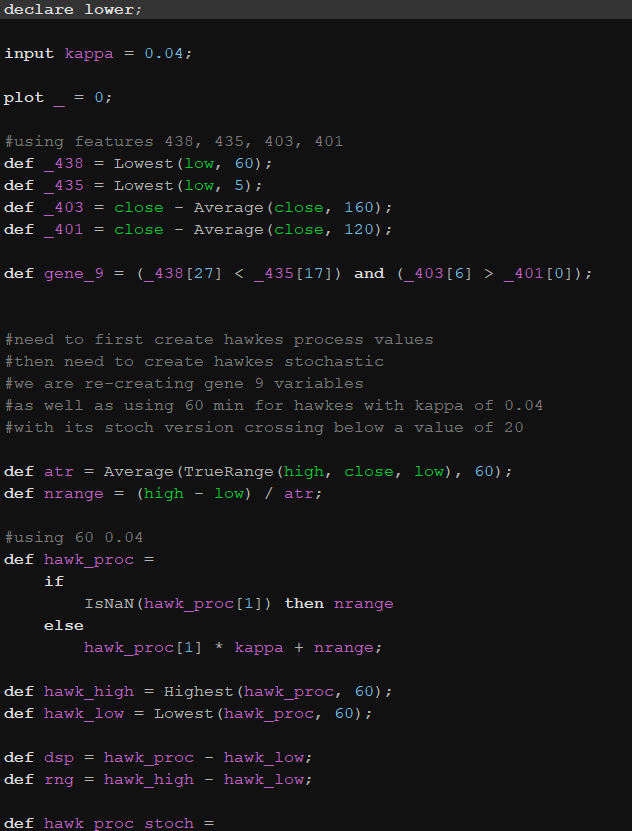 declare lower;
input kappa = 0.04;
plot _ = 0;
#using features 438, 435, 403, 401
def _438 = Lowest(low, 60);
def _435 = Lowest(low, 5);
def _403 = close - Average(close, 160);
def _401 = close - Average(close, 120);
def gene_9 = (_438[27] < _435[17]) and (_403[6] > _401[0]);
#need to first create hawkes process values
#then need to create hawkes stochastic
#we are re-creating gene 9 variables
#as well as using 60 min for hawkes with kappa of 0.04
#with its stoch version crossing below a value of 20
def atr = Average(TrueRange(high, close, low), 60);
def nrange = (high - low) / atr;
#using 60 0.04
def hawk_proc =
if
IsNaN(hawk_proc[1]) then nrange
else
hawk_proc[1] * kappa + nrange;
def hawk_high = Highest(hawk_proc, 60);
def hawk_low = Lowest(hawk_proc, 60);
def dsp = hawk_proc - hawk_low;
def rng = hawk_high - hawk_low;
def hawk_proc_stoch =